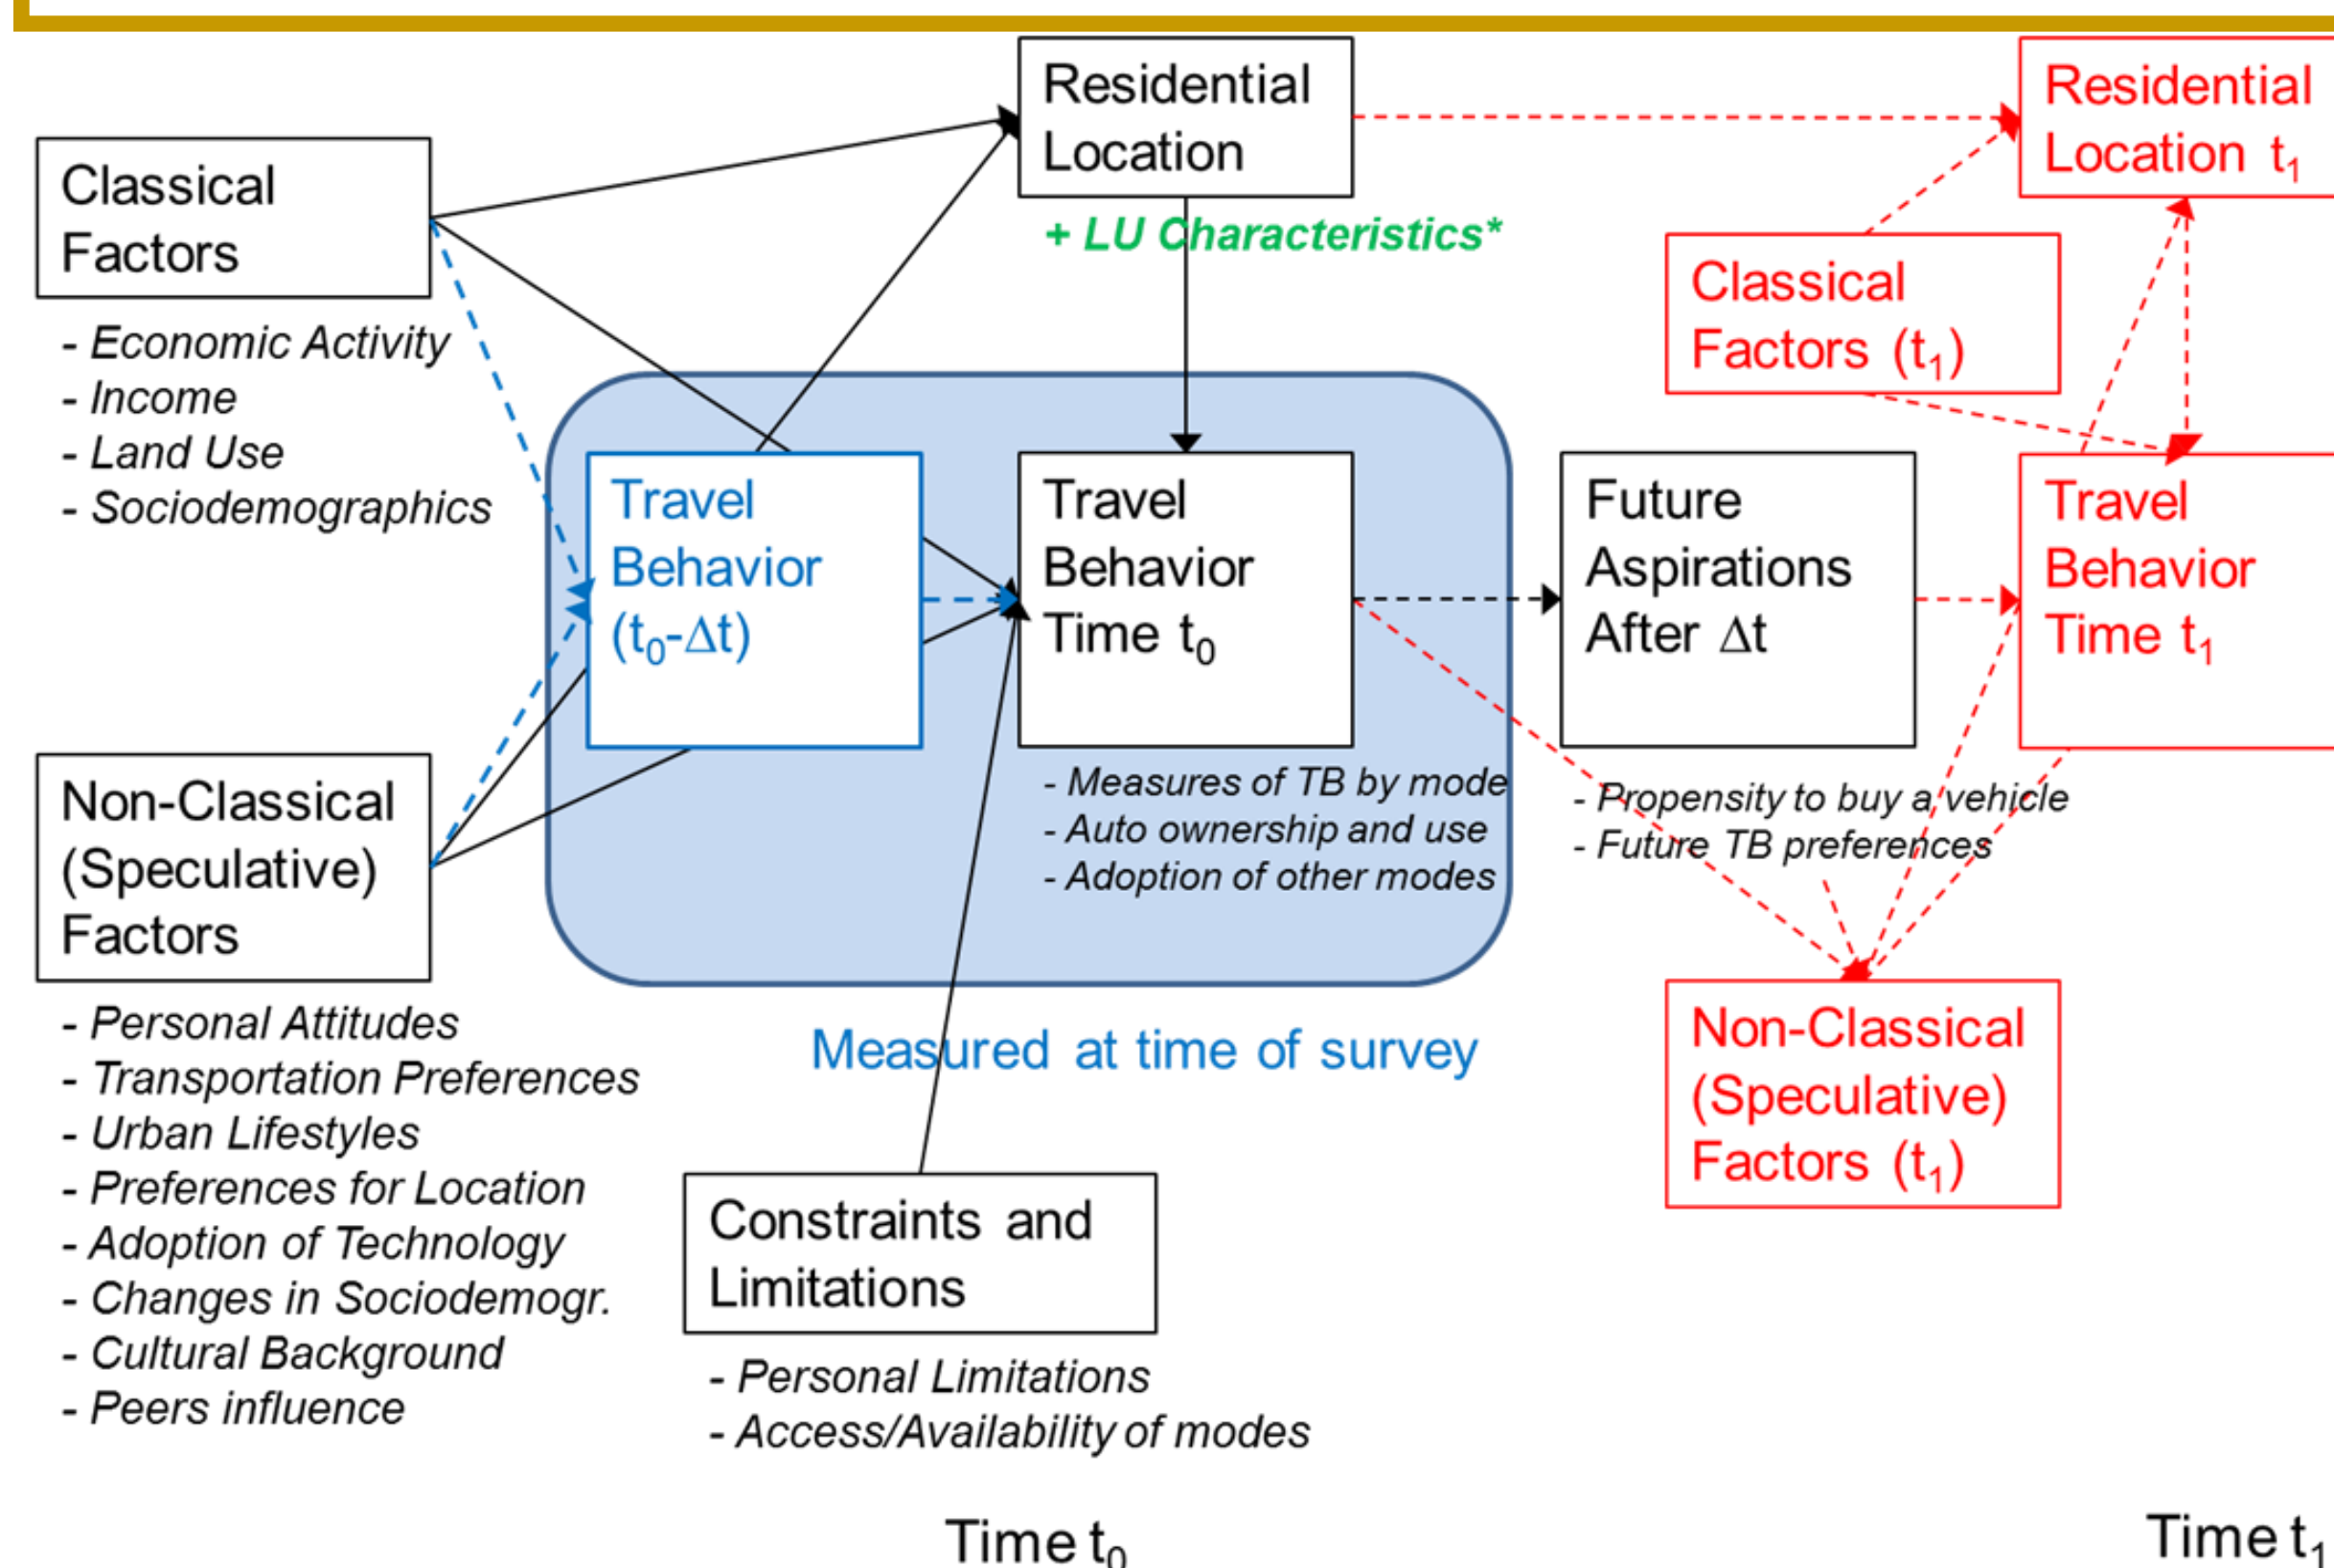 Residential
Location
+ LU Characteristics*
Residential
Location t₁
Classical
Factors
- Economic Activity
- Income
- Land Use
- Sociodemographics
Classical
Factors (t₁)
Travel
Behavior
(t₀-Δt)
Travel
Behavior
Time t₀
- Measures of TB by mode
- Auto ownership and use
- Adoption of other modes
Future
Aspirations
After Δt
- Propensity to buy a vehicle
- Future TB preferences
Travel
Behavior
Time t₁
Non-Classical
(Speculative)
Factors
- Personal Attitudes
- Transportation Preferences
- Urban Lifestyles
- Preferences for Location
- Adoption of Technology
- Changes in Sociodemogr.
- Cultural Background
- Peers influence
Measured at time of survey
Constraints and
Limitations
- Personal Limitations
- Access/Availability of modes
Non-Classical
(Speculative)
Factors (t₁)
Time t₀
Time t₁